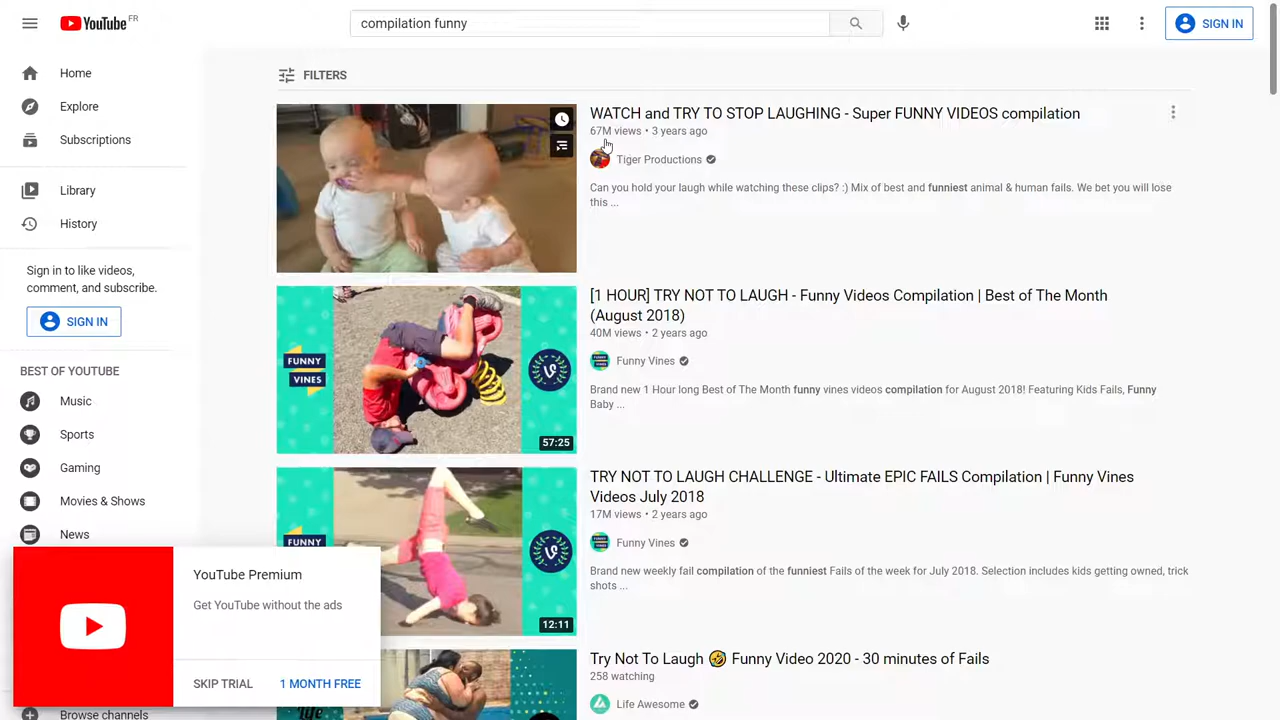 YouTube FR
compilation funny
SIGN IN
Home
Explore
Subscriptions
Library
History
Sign in to like videos,
comment, and subscribe.
SIGN IN
BEST OF YOUTUBE
Music
Sports
Gaming
Movies & Shows
News
Browse channels
FILTERS
WATCH and TRY TO STOP LAUGHING - Super FUNNY VIDEOS compilation
67M views • 3 years ago
Tiger Productions
Can you hold your laugh while watching these clips? :) Mix of best and funniest animal & human fails. We bet you will lose
this ...
FUNNY
VINES
57:25
[1 HOUR] TRY NOT TO LAUGH - Funny Videos Compilation | Best of The Month
(August 2018)
40M views • 2 years ago
Funny Vines
Brand new 1 Hour long Best of The Month funny vines videos compilation for August 2018! Featuring Kids Fails, Funny
Baby ...
FUNNY
12:11
TRY NOT TO LAUGH CHALLENGE - Ultimate EPIC FAILS Compilation | Funny Vines
Videos July 2018
17M views • 2 years ago
Funny Vines
Brand new weekly fail compilation of the funniest Fails of the week for July 2018. Selection includes kids getting owned, trick
shots ...
Try Not To Laugh 🤣 Funny Video 2020 - 30 minutes of Fails
258 watching
Life Awesome
YouTube Premium
Get YouTube without the ads
SKIP TRIAL
1 MONTH FREE